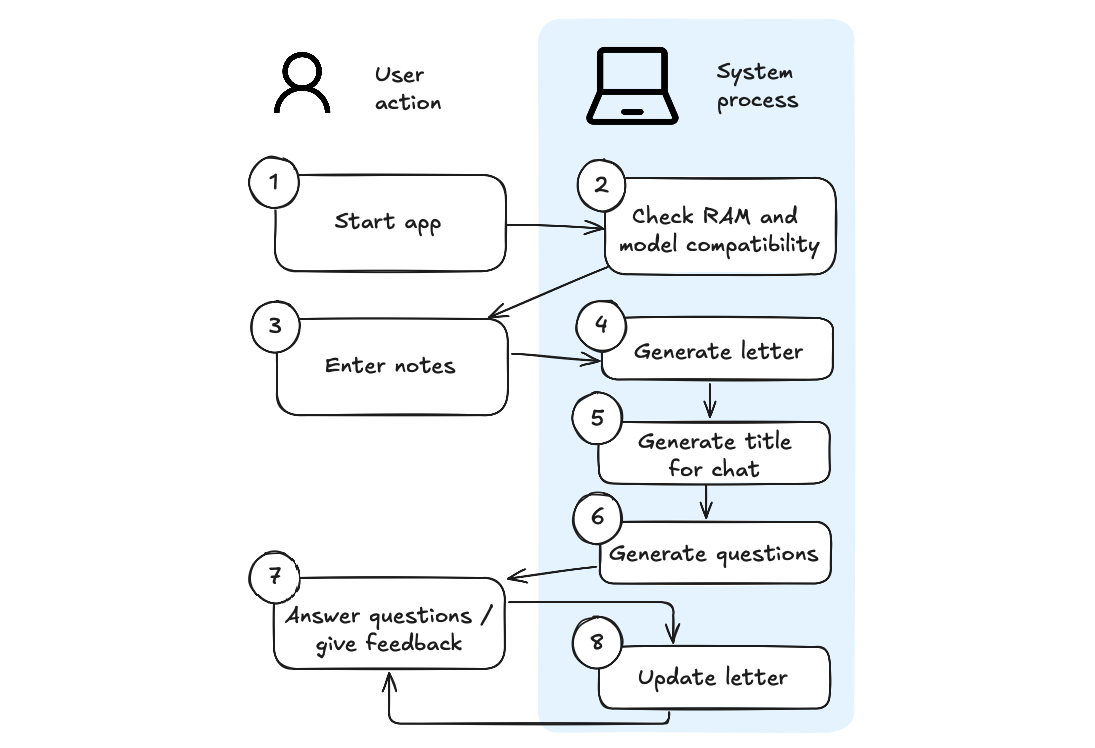 User
action
System
process
1
Start app
2
Check RAM and
model compatibility
3
Enter notes
4
Generate letter
5
Generate title
for chat
6
Generate questions
7
Answer questions /
give feedback
8
Update letter